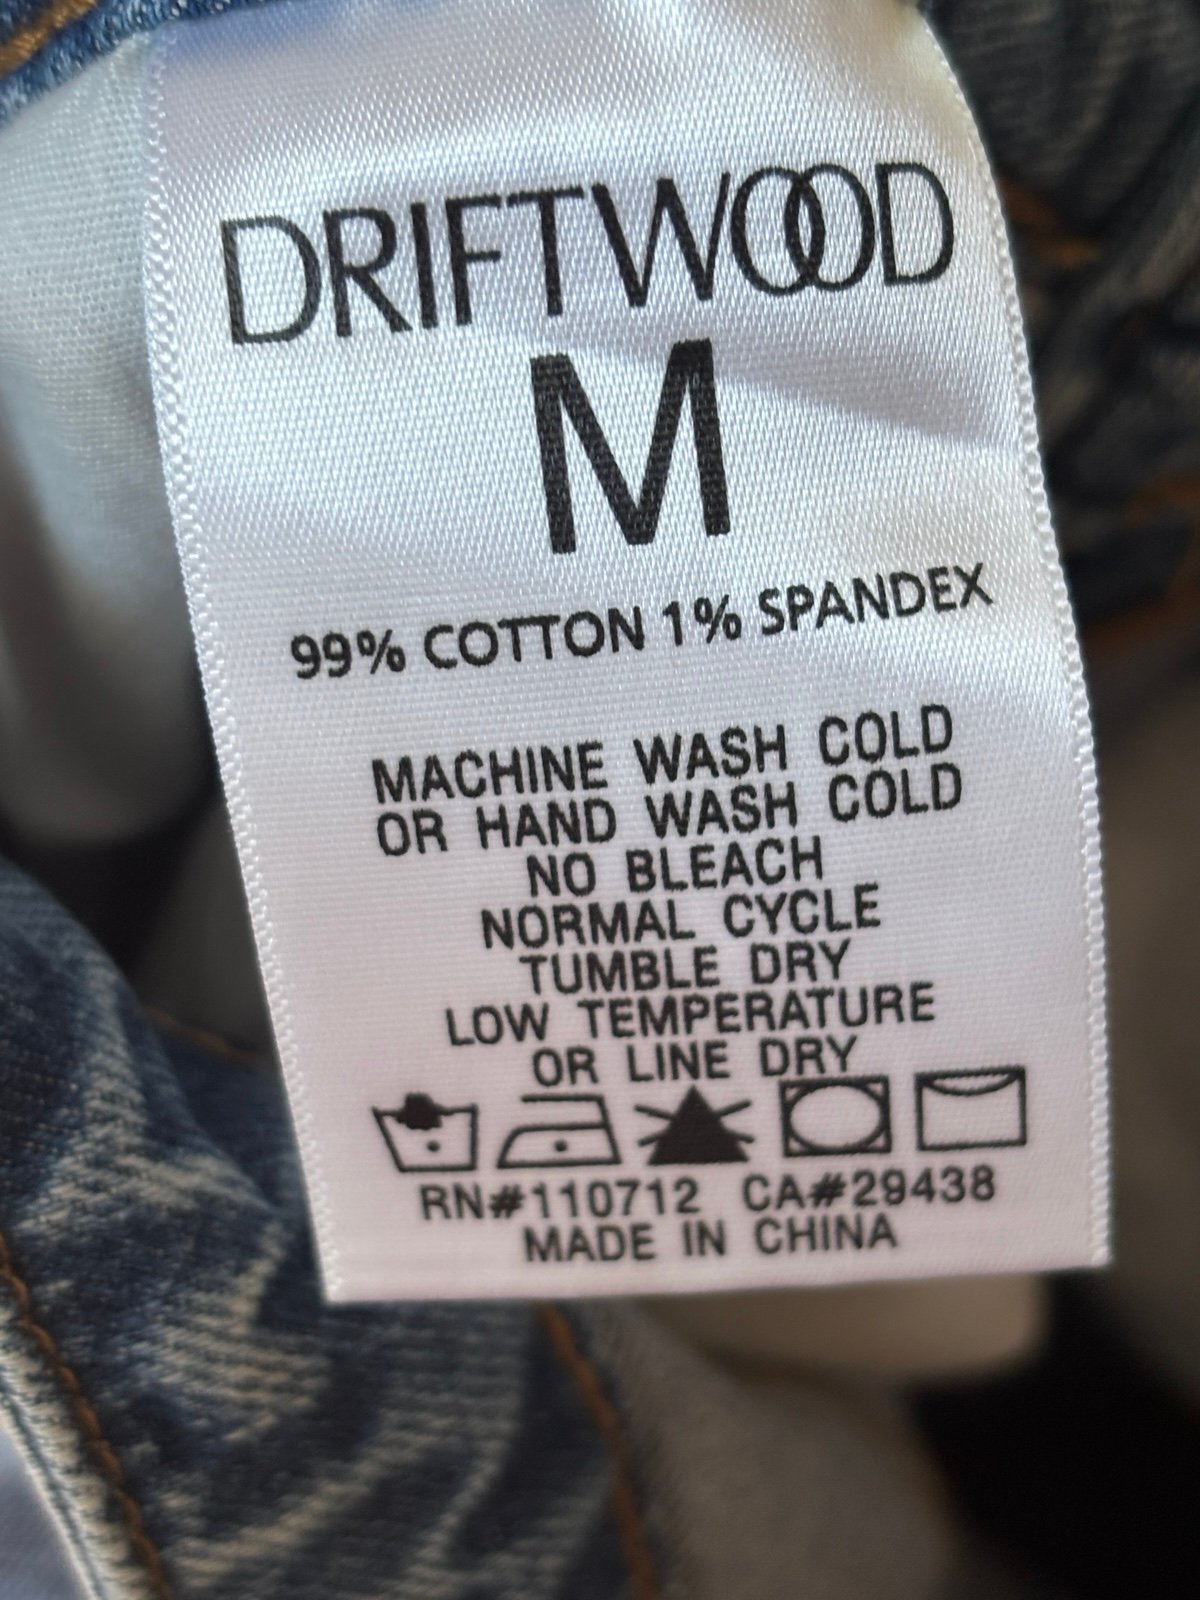 DRIFTWOOD
M
99% COTTON 1% SPANDEX
MACHINE WASH COLD
OR HAND WASH COLD
NO BLEACH
NORMAL CYCLE
TUMBLE DRY
LOW TEMPERATURE
OR LINE DRY
RN#110712 CA#29438
MADE IN CHINA